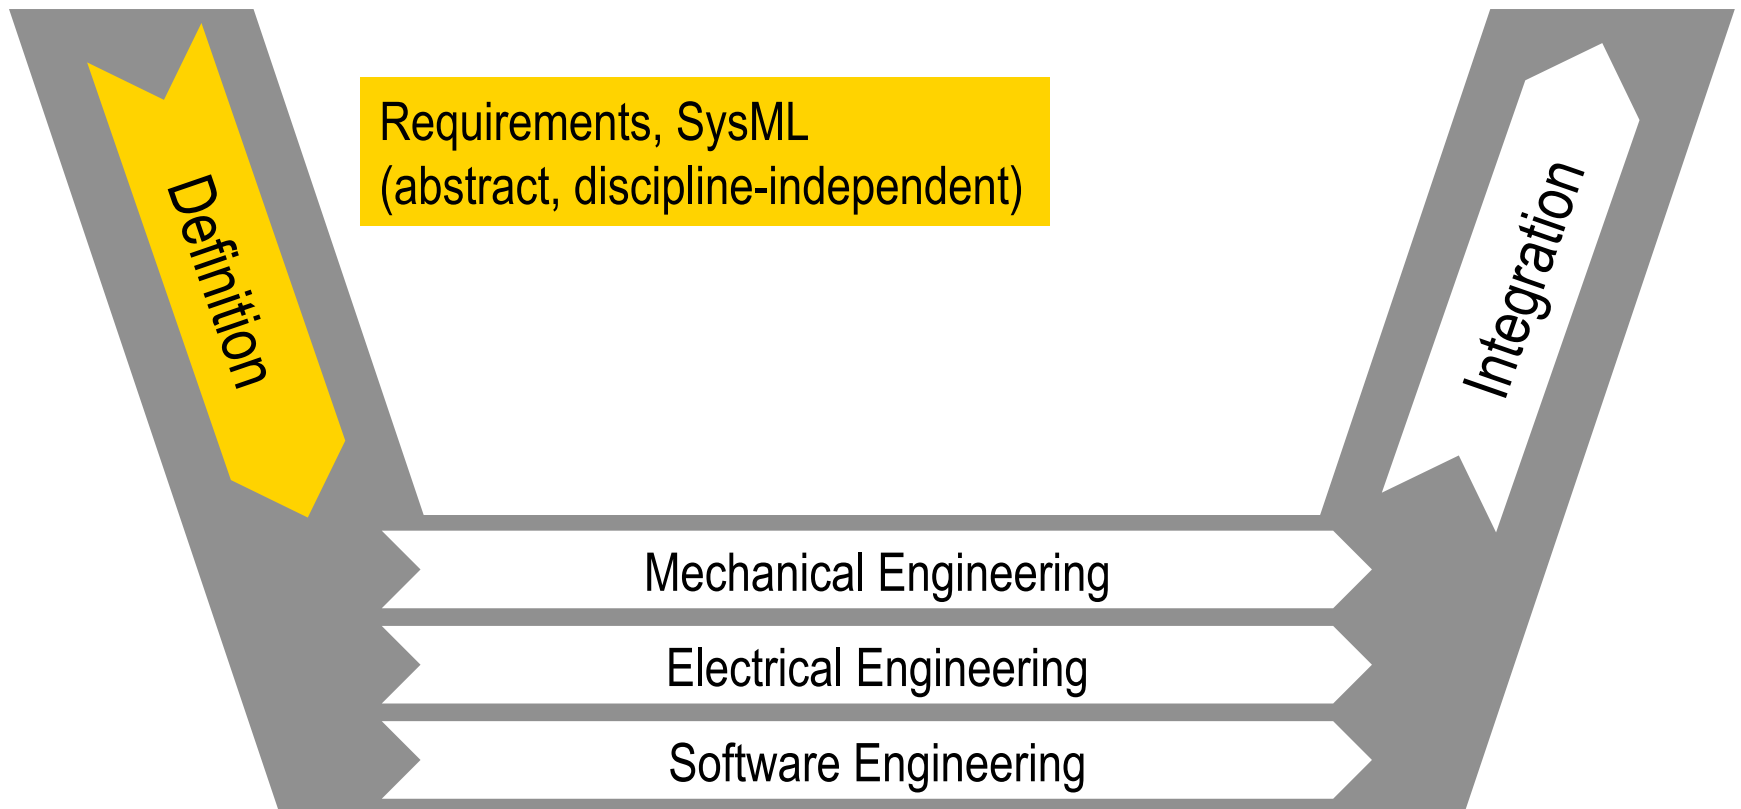 Requirements, SysML
(abstract, discipline-independent)
Definition
Integration
Mechanical Engineering
Electrical Engineering
Software Engineering